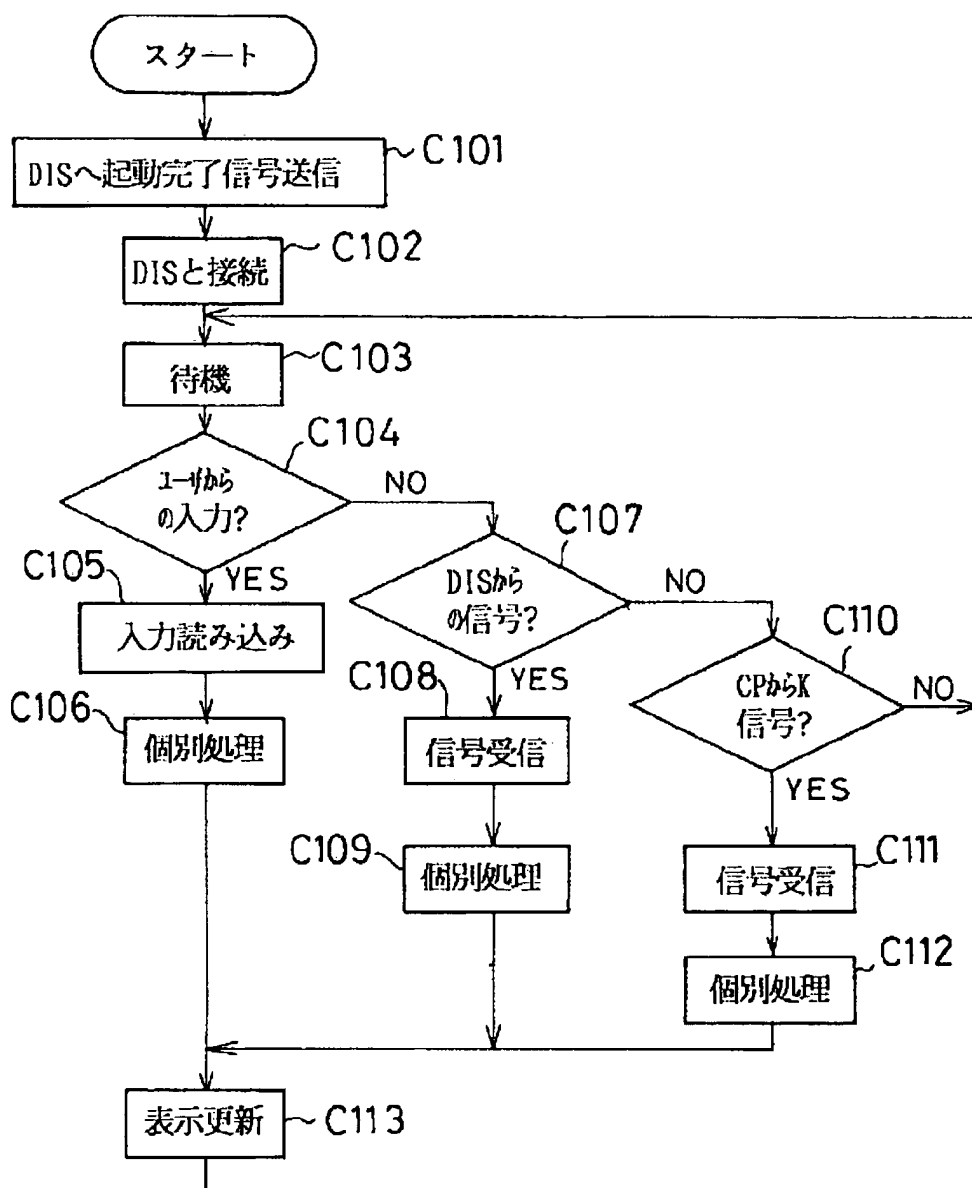 スタート
C101
DISへ起動完了信号送信
C102
DISと接続
C103
待機
C104
ユーザから
の入力?
NO
C107
C105
YES
DISから
の信号?
NO
C110
入力読み込み
C108
YES
CPからK
信号?
NO
C106
個別処理
信号受信
YES
C109
個別処理
C111
信号受信
C112
個別処理
表示更新
C113